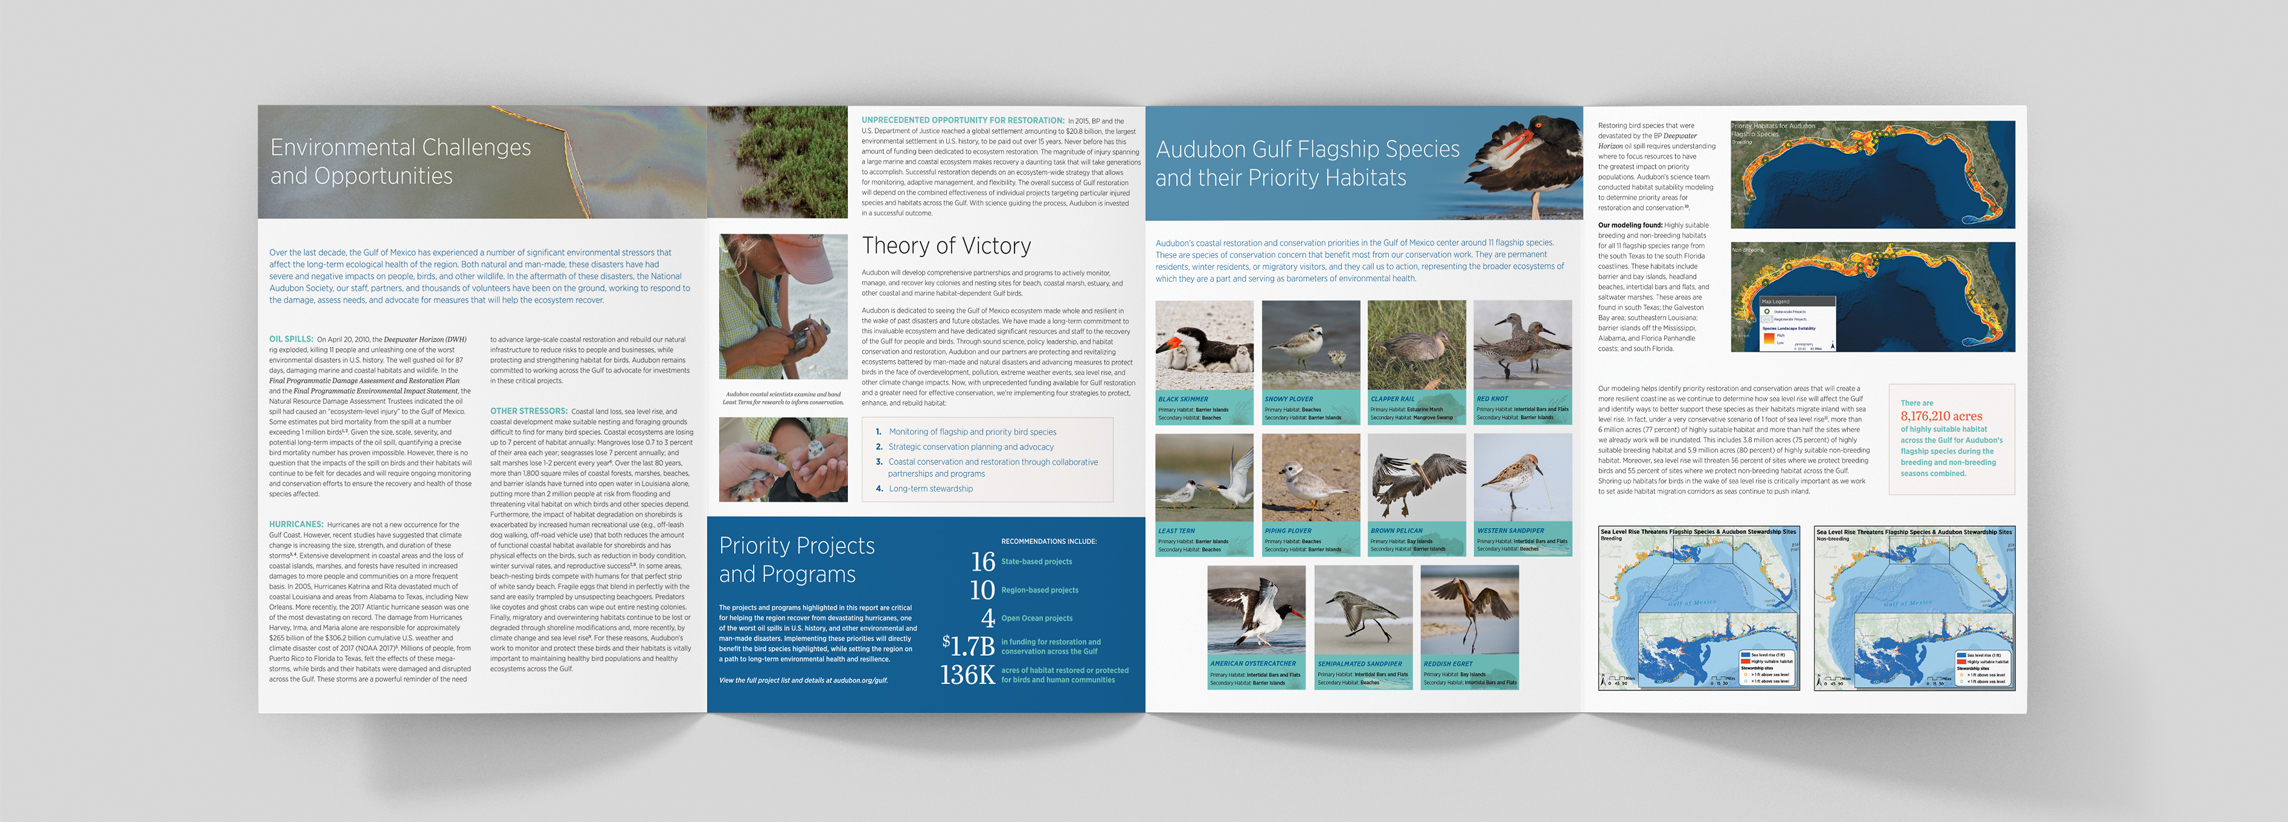 Environmental Challenges
and Opportunities
Over the last decade, the Gulf of Mexico has experienced a number of significant environmental stressors that
affect the long-term ecological health of the region. Both natural and man-made, these disasters have had
severe and negative impacts on people, birds, and other wildlife. In the aftermath of these disasters, the National
Audubon Society, our staff, partners, and thousands of volunteers have been on the ground, working to respond to
the damage, assess needs, and advocate for measures that will help the ecosystem recover.
OIL SPILLS: On April 20, 2010, the Deepwater Horizon (DWH)
rig exploded, killing 11 people and unleashing one of the worst
environmental disasters in U.S. history. The well gushed oil for 87
days, damaging marine and coastal habitats and wildlife. In the
Final Programmatic Damage Assessment and Restoration Plan
and the Final Programmatic Environmental Impact Statement, the
Natural Resource Damage Assessment Trustees indicated the oil
spill had caused an "ecosystem-level injury" to the Gulf of Mexico.
Some estimates put bird mortality from the spill at a number
exceeding 1 million birds1,2. Given the size, scale, severity, and
potential long-term impacts of the oil spill, quantifying a precise
bird mortality number has proven impossible. However, there is no
question that the impacts of the spill on birds and their habitats will
continue to be felt for decades and will require ongoing monitoring
and conservation efforts to ensure the recovery and health of those
species affected.
HURRICANES: Hurricanes are not a new occurrence for the
Gulf Coast. However, recent studies have suggested that climate
change is increasing the size, strength, and duration of these
storms3,4. Extensive development in coastal areas and the loss of
coastal islands, marshes, and forests have resulted in increased
damages to more people and communities on a more frequent
basis. In 2005, Hurricanes Katrina and Rita devastated much of
coastal Louisiana and areas from Alabama to Texas, including New
Orleans. More recently, the 2017 Atlantic hurricane season was one
of the most devastating on record. The damage from Hurricanes
Harvey, Irma, and Maria alone are responsible for approximately
$265 billion of the $306.2 billion cumulative U.S. weather and
climate disaster cost of 2017 (NOAA 2017)5. Millions of people, from
Puerto Rico to Florida to Texas, felt the effects of these mega-
storms, while birds and their habitats were damaged and disrupted
across the Gulf. These storms are a powerful reminder of the need
to advance large-scale coastal restoration and rebuild our natural
infrastructure to reduce risks to people and businesses, while
protecting and strengthening habitat for birds. Audubon remains
committed to working across the Gulf to advocate for investments
in these critical projects.
OTHER STRESSORS: Coastal land loss, sea level rise, and
coastal development make suitable nesting and foraging grounds
difficult to find for many bird species. Coastal ecosystems are losing
up to 7 percent of habitat annually: Mangroves lose 0.7 to 3 percent
of their area each year; seagrasses lose 7 percent annually; and
salt marshes lose 1-2 percent every year6. Over the last 80 years,
more than 1,800 square miles of coastal forests, marshes, beaches,
and barrier islands have turned into open water in Louisiana alone,
putting more than 2 million people at risk from flooding and
threatening vital habitat on which birds and other species depend.
Furthermore, the impact of habitat degradation on shorebirds is
exacerbated by increased human recreational use (e.g., off-leash
dog walking, off-road vehicle use) that both reduces the amount
of functional coastal habitat available for shorebirds and has
physical effects on the birds, such as reduction in body condition,
winter survival rates, and reproductive success7,8. In some areas,
beach-nesting birds compete with humans for that perfect strip
of white sandy beach. Fragile eggs that blend in perfectly with the
sand are easily trampled by unsuspecting beachgoers. Predators
like coyotes and ghost crabs can wipe out entire nesting colonies.
Finally, migratory and overwintering habitats continue to be lost or
degraded through shoreline modifications and, more recently, by
climate change and sea level rise9. For these reasons, Audubon's
work to monitor and protect these birds and their habitats is vitally
important to maintaining healthy bird populations and healthy
ecosystems across the Gulf.
UNPRECEDENTED OPPORTUNITY FOR RESTORATION: In 2015, BP and the
U.S. Department of Justice reached a global settlement amounting to $20.8 billion, the largest
environmental settlement in U.S. history, to be paid out over 15 years. Never before has this
amount of funding been dedicated to ecosystem restoration. The magnitude of injury spanning
a large marine and coastal ecosystem makes recovery a daunting task that will take generations
to accomplish. Successful restoration depends on an ecosystem-wide strategy that allows
for monitoring, adaptive management, and flexibility. The overall success of Gulf restoration
will depend on the combined effectiveness of individual projects targeting particular injured
species and habitats across the Gulf. With science guiding the process, Audubon is invested
in a successful outcome.
Audubon coastal scientists examine and band
Least Terns for research to inform conservation.
Theory of Victory
Audubon will develop comprehensive partnerships and programs to actively monitor,
manage, and recover key colonies and nesting sites for beach, coastal marsh, estuary, and
other coastal and marine habitat-dependent Gulf birds.
Audubon is dedicated to seeing the Gulf of Mexico ecosystem made whole and resilient in
the wake of past disasters and future obstacles. We have made a long-term commitment to
this invaluable ecosystem and have dedicated significant resources and staff to the recovery
of the Gulf for people and birds. Through sound science, policy leadership, and habitat
conservation and restoration, Audubon and our partners are protecting and revitalizing
ecosystems battered by man-made and natural disasters and advancing measures to protect
birds in the face of overdevelopment, pollution, extreme weather events, sea level rise, and
other climate change impacts. Now, with unprecedented funding available for Gulf restoration
and a greater need for effective conservation, we're implementing four strategies to protect,
enhance, and rebuild habitat:
1. Monitoring of flagship and priority bird species
2. Strategic conservation planning and advocacy
3. Coastal conservation and restoration through collaborative
partnerships and programs
4. Long-term stewardship
Priority Projects
and Programs
The projects and programs highlighted in this report are critical
for helping the region recover from devastating hurricanes, one
of the worst oil spills in U.S. history, and other environmental and
man-made disasters. Implementing these priorities will directly
benefit the bird species highlighted, while setting the region on
a path to long-term environmental health and resilience.
View the full project list and details at audubon.org/gulf.
RECOMMENDATIONS INCLUDE:
16 State-based projects
10 Region-based projects
4 Open Ocean projects
$1.7B in funding for restoration and
conservation across the Gulf
136K acres of habitat restored or protected
for birds and human communities
Audubon Gulf Flagship Species
and their Priority Habitats
Audubon's coastal restoration and conservation priorities in the Gulf of Mexico center around 11 flagship species.
These are species of conservation concern that benefit most from our conservation work. They are permanent
residents, winter residents, or migratory visitors, and they call us to action, representing the broader ecosystems of
which they are a part and serving as barometers of environmental health.
BLACK SKIMMER
Primary Habitat: Barrier Islands
Secondary Habitat: Beaches
SNOWY PLOVER
Primary Habitat: Beaches
Secondary Habitat: Barrier Islands
CLAPPER RAIL
Primary Habitat: Estuarine Marsh
Secondary Habitat: Mangrove Swamp
RED KNOT
Primary Habitat: Intertidal Bars and Flats
Secondary Habitat: Barrier Islands
LEAST TERN
Primary Habitat: Barrier Islands
Secondary Habitat: Beaches
PIPING PLOVER
Primary Habitat: Beaches
Secondary Habitat: Barrier Islands
BROWN PELICAN
Primary Habitat: Bay Islands
Secondary Habitat: Barrier Islands
WESTERN SANDPIPER
Primary Habitat: Intertidal Bars and Flats
Secondary Habitat: Beaches
AMERICAN OYSTERCATCHER
Primary Habitat: Intertidal Bars and Flats
Secondary Habitat: Barrier Islands
SEMIPALMATED SANDPIPER
Primary Habitat: Intertidal Bars and Flats
Secondary Habitat: Beaches
REDDISH EGRET
Primary Habitat: Bay Islands
Secondary Habitat: Intertidal Bars and Flats
Restoring bird species that were
devastated by the BP Deepwater
Horizon oil spill requires understanding
where to focus resources to have
the greatest impact on priority
populations. Audubon's science team
conducted habitat suitability modeling
to determine priority areas for
restoration and conservation10.
Our modeling found: Highly suitable
breeding and non-breeding habitats
for all 11 flagship species range from
the south Texas to the south Florida
coastlines. These habitats include
barrier and bay islands, headland
beaches, intertidal bars and flats, and
saltwater marshes. These areas are
found in south Texas; the Galveston
Bay area; southeastern Louisiana;
barrier islands off the Mississippi,
Alabama, and Florida Panhandle
coasts; and south Florida.
Priority Habitats for Audubon
Flagship Species
Breeding
Non-breeding
Map Legend
State-scale Projects
Regionwide Projects
Species Landscape Suitability
High
Low
Our modeling helps identify priority restoration and conservation areas that will create a
more resilient coastline as we continue to determine how sea level rise will affect the Gulf
and identify ways to better support these species as their habitats migrate inland with sea
level rise. In fact, under a very conservative scenario of 1 foot of sea level rise11, more than
6 million acres (77 percent) of highly suitable habitat and more than half the sites where
we already work will be inundated. This includes 3.8 million acres (75 percent) of highly
suitable breeding habitat and 5.9 million acres (80 percent) of highly suitable non-breeding
habitat. Moreover, sea level rise will threaten 56 percent of sites where we protect breeding
birds and 55 percent of sites where we protect non-breeding habitat across the Gulf.
Shoring up habitats for birds in the wake of sea level rise is critically important as we work
to set aside habitat migration corridors as seas continue to push inland.
There are
8,176,210 acres
of highly suitable habitat
across the Gulf for Audubon's
flagship species during the
breeding and non-breeding
seasons combined.
Sea Level Rise Threatens Flagship Species & Audubon Stewardship Sites
Breeding
Gulf of Mexico
Sea level rise (1 ft)
Highly suitable habitat
Stewardship sites
> 1 ft above sea level
< 1 ft above sea level
Sea Level Rise Threatens Flagship Species & Audubon Stewardship Sites
Non-breeding
Gulf of Mexico
Sea level rise (1 ft)
Highly suitable habitat
Stewardship sites
> 1 ft above sea level
< 1 ft above sea level